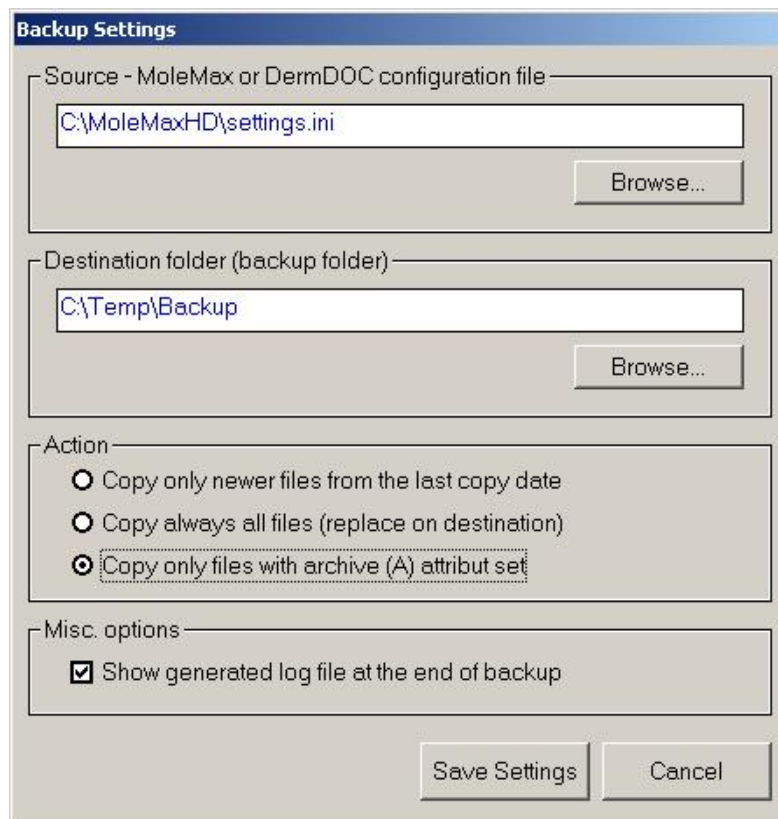 Backup Settings
Source - MoleMax or DermDOC configuration file
C:\MoleMaxHD\settings.ini
Browse...
Destination folder (backup folder)
C:\Temp\Backup
Browse...
Action
Copy only newer files from the last copy date
Copy always all files (replace on destination)
Copy only files with archive (A) attribut set
Misc. options
Show generated log file at the end of backup
Save Settings
Cancel